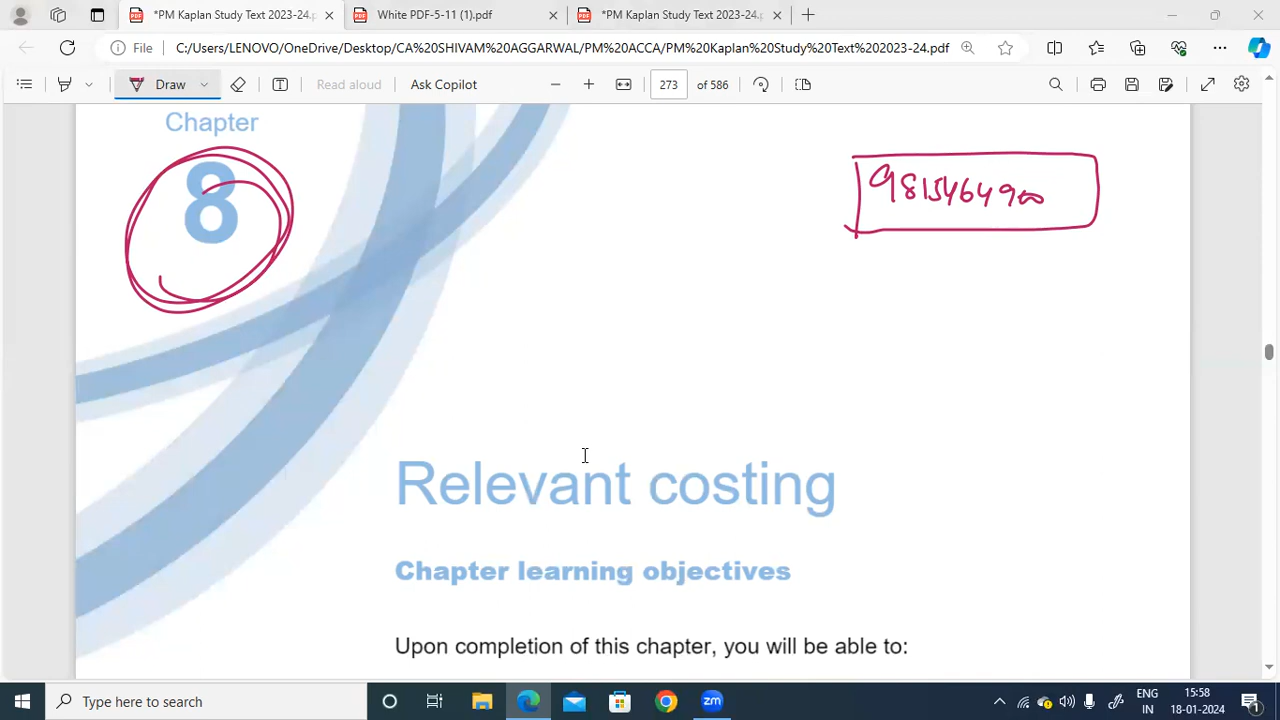 *PM Kaplan Study Text 2023-24.p
White PDF-5-11 (1).pdf
*PM Kaplan Study Text 2023-24.p
File
C:/Users/LENOVO/OneDrive/Desktop/CA%20SHIVAM%20AGGARWAL/PM%20ACCA/PM%20Kaplan%20Study%20Text%202023-24.pdf
Draw
Read aloud
Ask Copilot
273 of 586
Chapter
8
9815464900
Relevant costing
Chapter learning objectives
Upon completion of this chapter, you will be able to:
Type here to search
zm
ENG
IN
15:58
18-01-2024
1